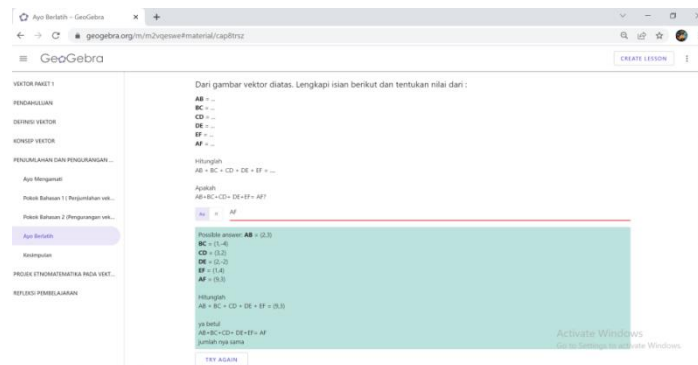 Ayo Berlatih - GeoGebra
geogebra.org/m/m2vqeswe#material/cap8trsz
GeoGebra
CREATE LESSON
VEKTOR PAKET 1
PENDAHULUAN
DEFINISI VEKTOR
KONSEP VEKTOR
PENJUMLAHAN DAN PENGURANGAN ...
Ayo Mengamati
Pokok Bahasan 1 ( Penjumlahan vek...
Pokok Bahasan 2 (Pengurangan vek...
Ayo Berlatih
Kesimpulan
PROJEK ETNOMATEMATIKA PADA VEKT...
REFLEKSI PEMBELAJARAN
Dari gambar vektor diatas. Lengkapi isian berikut dan tentukan nilai dari :
AB = ...
BC = ...
CD = ...
DE = ...
EF = ...
AF = ...
Hitunglah
AB + BC + CD + DE + EF = ....
Apakah
AB+BC+CD+ DE+EF= AF?
AF
Possible answer: AB = (2,3)
BC = (1,-4)
CD = (3,2)
DE = (2,-2)
EF = (1,4)
AF = (9,3)
Hitunglah
AB + BC + CD + DE + EF = (9,3)
ya betul
AB+BC+CD+ DE+EF= AF
jumlah nya sama
TRY AGAIN
Activate Windows
Go to Settings to activate Windows.